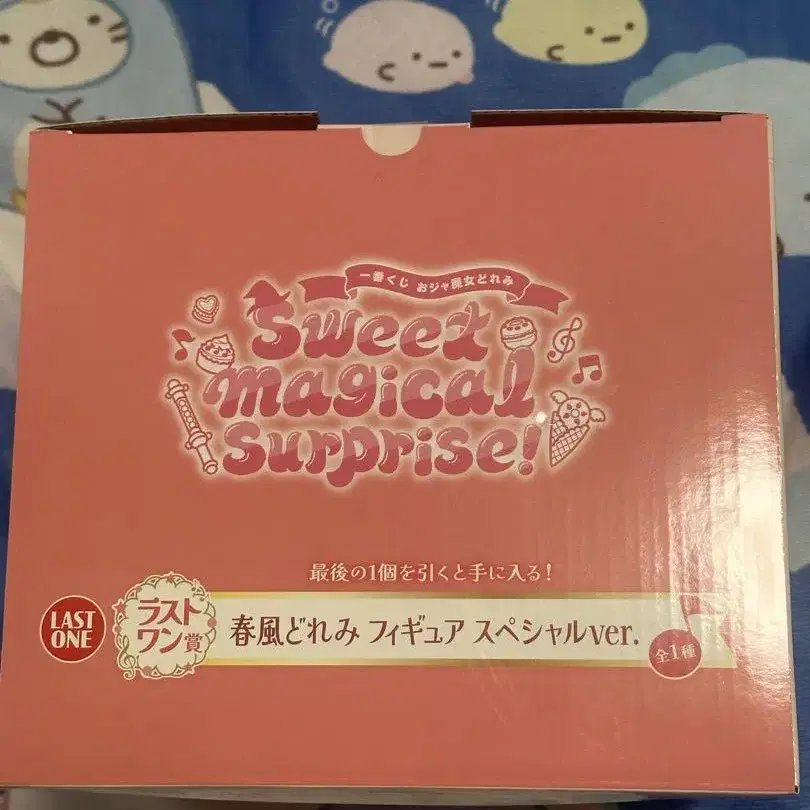 一番くじ おジャ魔女どれみ
Sweet
magical
surprise!
最後の1個を引くと手に入る!
LAST
ONE
ラスト
ワン賞
春風どれみ フィギュア スペシャルver.
全1種